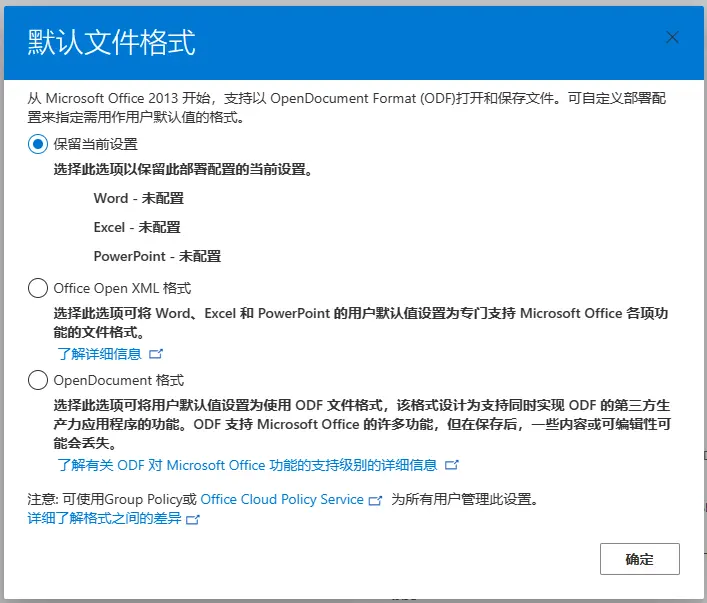 默认文件格式
从 Microsoft Office 2013 开始，支持以 OpenDocument Format (ODF)打开和保存文件。可自定义部署配
置来指定需用作用户默认值的格式。
保留当前设置
选择此选项以保留此部署配置的当前设置。
Word - 未配置
Excel - 未配置
PowerPoint - 未配置
Office Open XML 格式
选择此选项可将 Word、Excel 和 PowerPoint 的用户默认值设置为专门支持 Microsoft Office 各项功
能的文件格式。
了解详细信息
OpenDocument 格式
选择此选项可将用户默认值设置为使用 ODF 文件格式，该格式设计为支持同时实现 ODF 的第三方生
产力应用程序的功能。ODF 支持 Microsoft Office 的许多功能，但在保存后，一些内容或可编辑性可
能会丢失。
了解有关 ODF 对 Microsoft Office 功能的支持级别的详细信息
注意: 可使用Group Policy或 Office Cloud Policy Service 为所有用户管理此设置。
详细了解格式之间的差异
确定